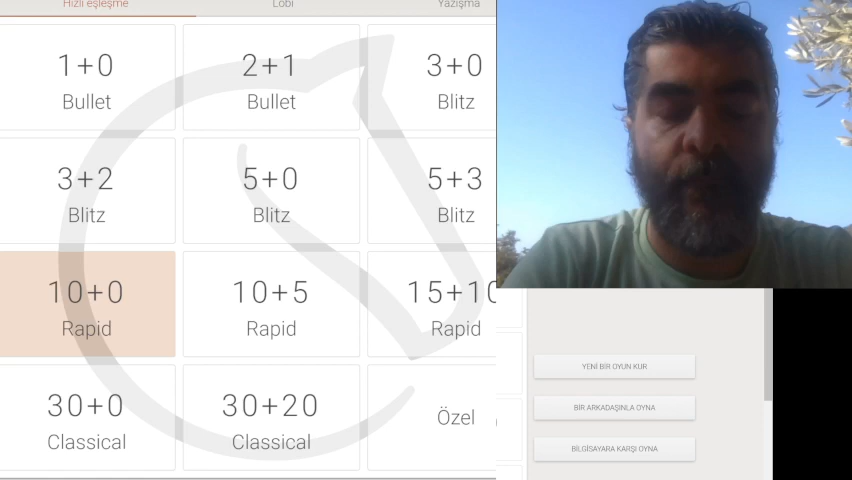 Hızlı eşleşme
Lobi
Yazışma
1+0
Bullet
2+1
Bullet
3+0
Blitz
3+2
Blitz
5+0
Blitz
5+3
Blitz
10+0
Rapid
10+5
Rapid
15+10
Rapid
30+0
Classical
30+20
Classical
Özel
YENİ BİR OYUN KUR
BİR ARKADAŞINLA OYNA
BİLGİSAYARA KARŞI OYNA